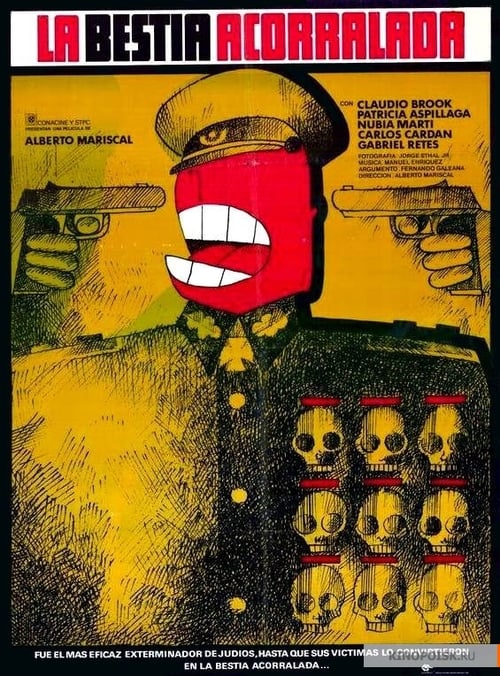 LA BESTIA ACORRALADA
CONACINE Y STPC
PRESENTAN UNA PELICULA DE
ALBERTO MARISCAL
CON CLAUDIO BROOK
PATRICIA ASPILLAGA
NUBIA MARTI
CARLOS CARDAN
GABRIEL RETES
FOTOGRAFIA: JORGE STHAL JR.
MUSICA, MANUEL ENRIQUEZ
ARGUMENTO, FERNANDO GALEANA
DIRECCION, ALBERTO MARISCAL
FUE EL MAS EFICAZ EXTERMINADOR DE JUDIOS, HASTA QUE SUS VICTIMAS LO CONVIRTIERON
EN LA BESTIA ACORRALADA...
KINOPOISK.RU